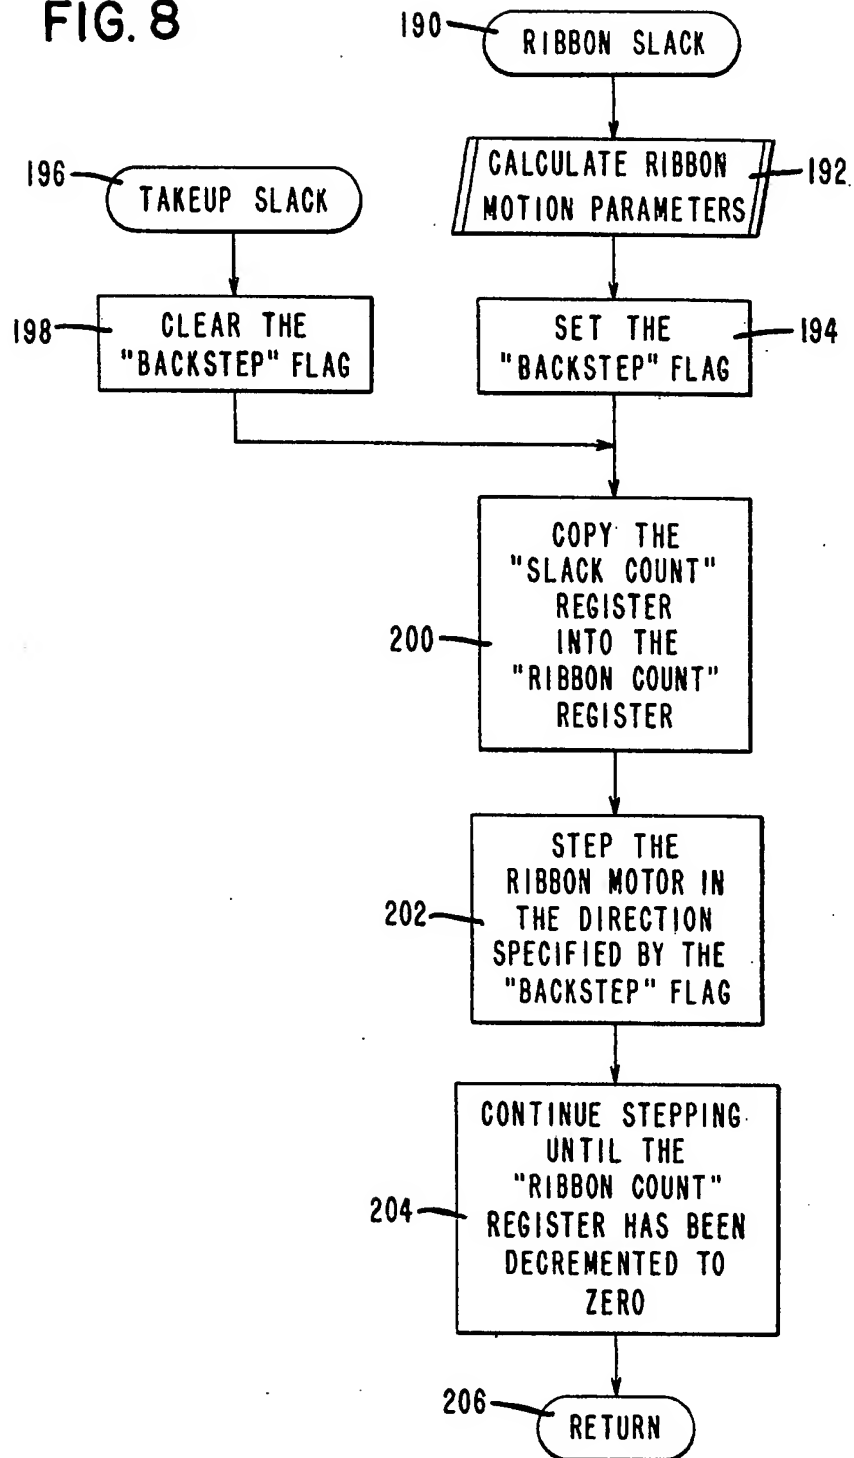 FIG. 8
190
RIBBON SLACK
CALCULATE RIBBON
MOTION PARAMETERS
192
196
TAKEUP SLACK
198
CLEAR THE
"BACKSTEP" FLAG
SET THE
"BACKSTEP" FLAG
194
200
COPY THE
"SLACK COUNT"
REGISTER
INTO THE
"RIBBON COUNT"
REGISTER
202
STEP THE
RIBBON MOTOR IN
THE DIRECTION
SPECIFIED BY THE
"BACKSTEP" FLAG
204
CONTINUE STEPPING
UNTIL THE
"RIBBON COUNT"
REGISTER HAS BEEN
DECREMENTED TO
ZERO
206
RETURN